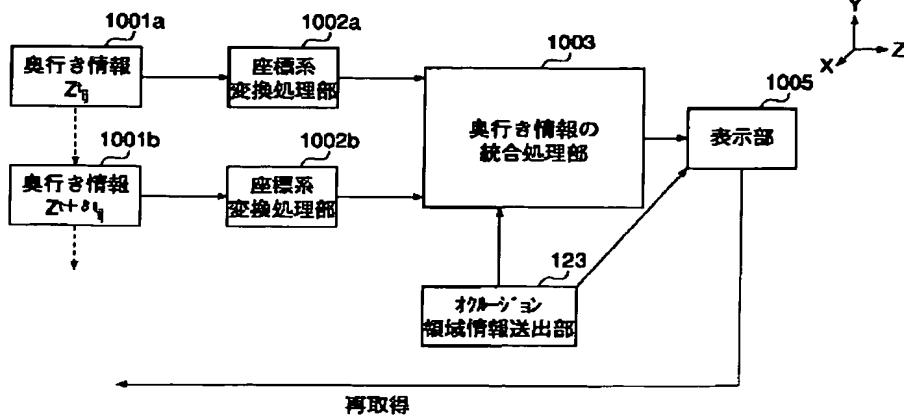 1001a
奥行き情報
Z^t_ij
1002a
座標系
変換処理部
1003
奥行き情報の
統合処理部
Y
X
Z
1005
表示部
1001b
奥行き情報
Z^t+δt_ij
1002b
座標系
変換処理部
123
オクルージョン
領域情報送出部
再取得